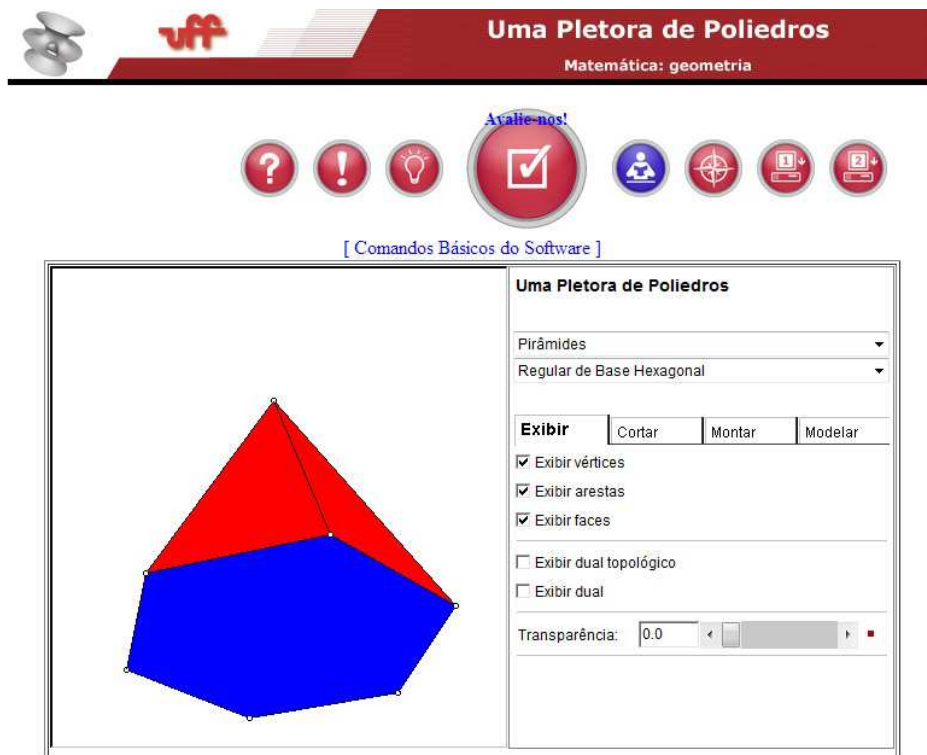 uff
Uma Pletora de Poliedros
Matemática: geometria
Avalie-nos!
?
!
1
2
[ Comandos Básicos do Software ]
Uma Pletora de Poliedros
Pirâmides
Regular de Base Hexagonal
Exibir Cortar Montar Modelar
Exibir vértices
Exibir arestas
Exibir faces
Exibir dual topológico
Exibir dual
Transparência: 0.0